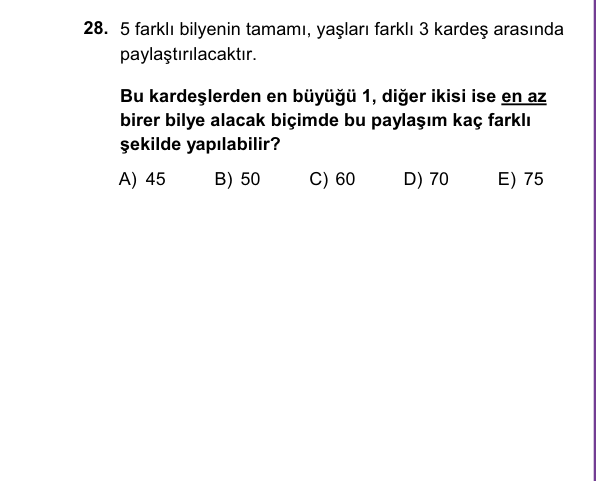 28. 5 farklı bilyenin tamamı, yaşları farklı 3 kardeş arasında
paylaştırılacaktır.
Bu kardeşlerden en büyüğü 1, diğer ikisi ise en az
birer bilye alacak biçimde bu paylaşım kaç farklı
şekilde yapılabilir?
A) 45 B) 50 C) 60 D) 70 E) 75